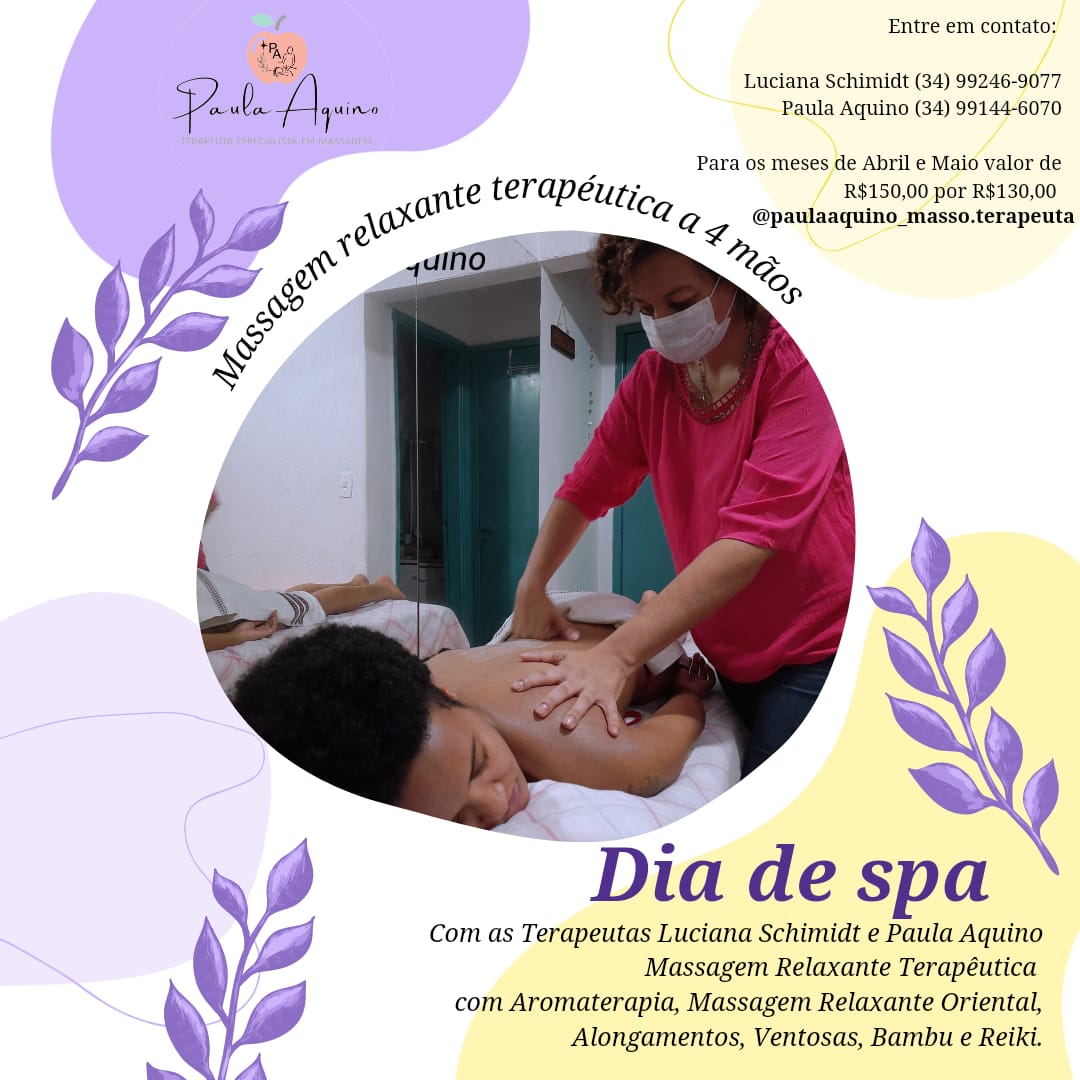 PA
Paula Aquino
TERAPEUTA ESPECIALISTA EM MASSAGEM
Entre em contato:
Luciana Schimidt (34) 99246-9077
Paula Aquino (34) 99144-6070
Para os meses de Abril e Maio valor de
R$150,00 por R$130,00
@paulaaquino_masso.terapeuta
Massagem relaxante terapéutica a 4 mãos
quino
Dia de spa
Com as Terapeutas Luciana Schimidt e Paula Aquino
Massagem Relaxante Terapêutica
com Aromaterapia, Massagem Relaxante Oriental,
Alongamentos, Ventosas, Bambu e Reiki.